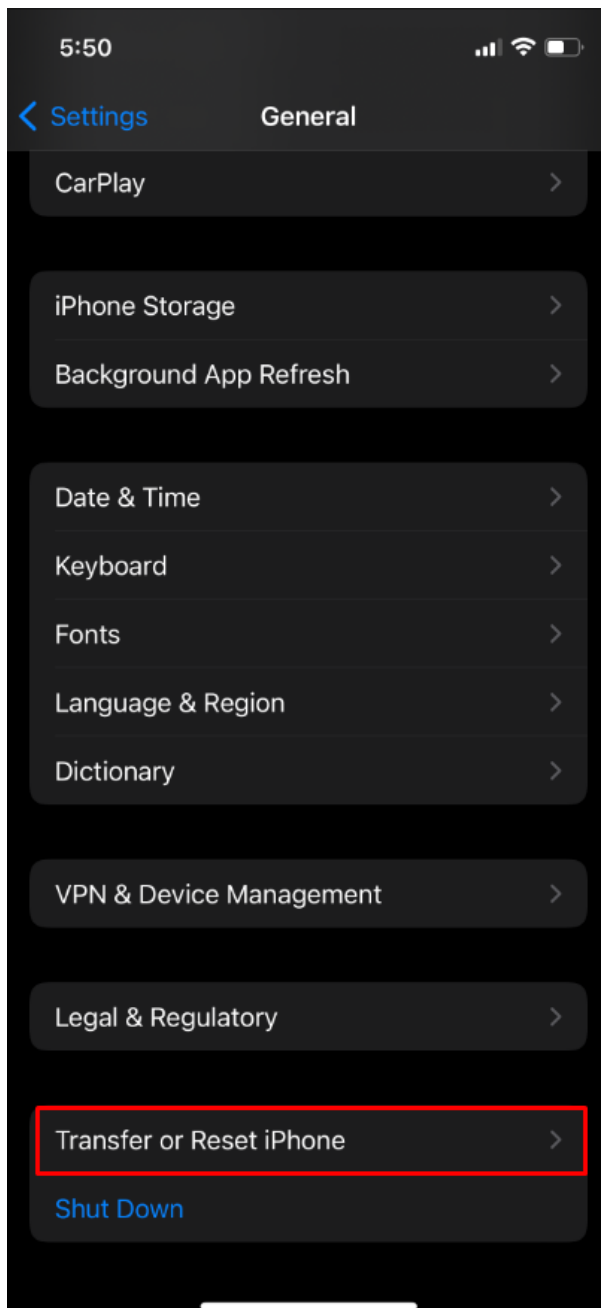 5:50
Settings
General
CarPlay
iPhone Storage
Background App Refresh
Date & Time
Keyboard
Fonts
Language & Region
Dictionary
VPN & Device Management
Legal & Regulatory
Transfer or Reset iPhone
Shut Down